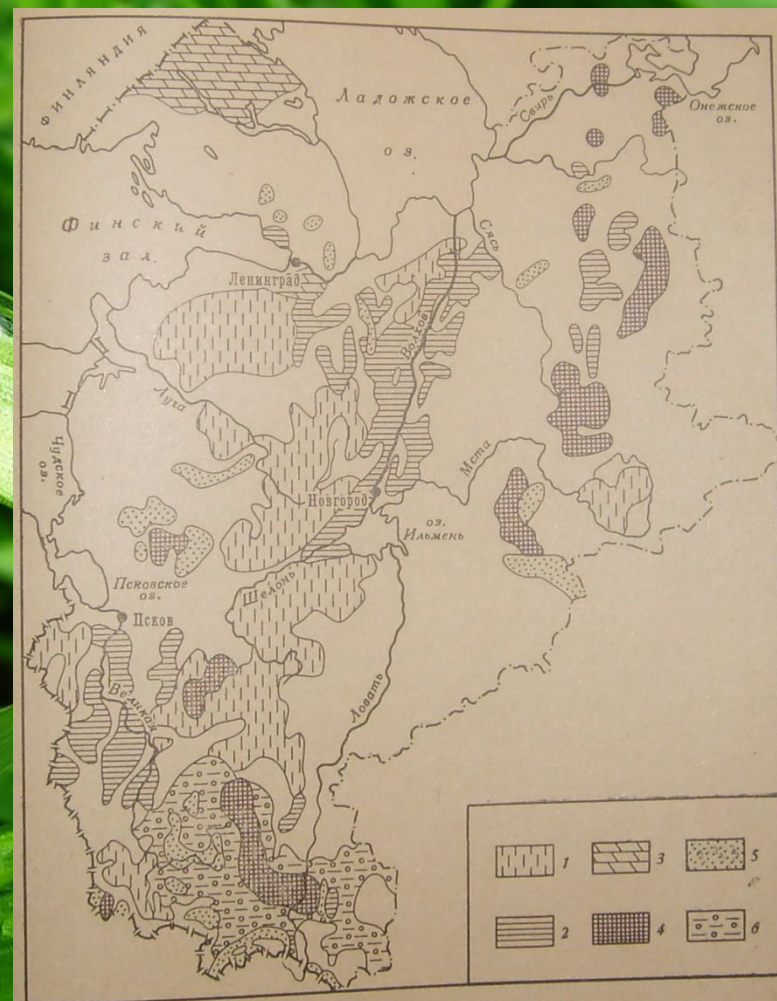 ФИНЛЯНДИЯ
Ладожское
оз.
Свирь
Онежское
оз.
Финский
зал.
Сясь
Ленинград
Волхов
Луга
Чудское
оз.
Мста
Новгород
оз.
Ильмень
Псковское
оз.
Шелонь
Псков
Великая
Ловать
1
3
5
2
4
6